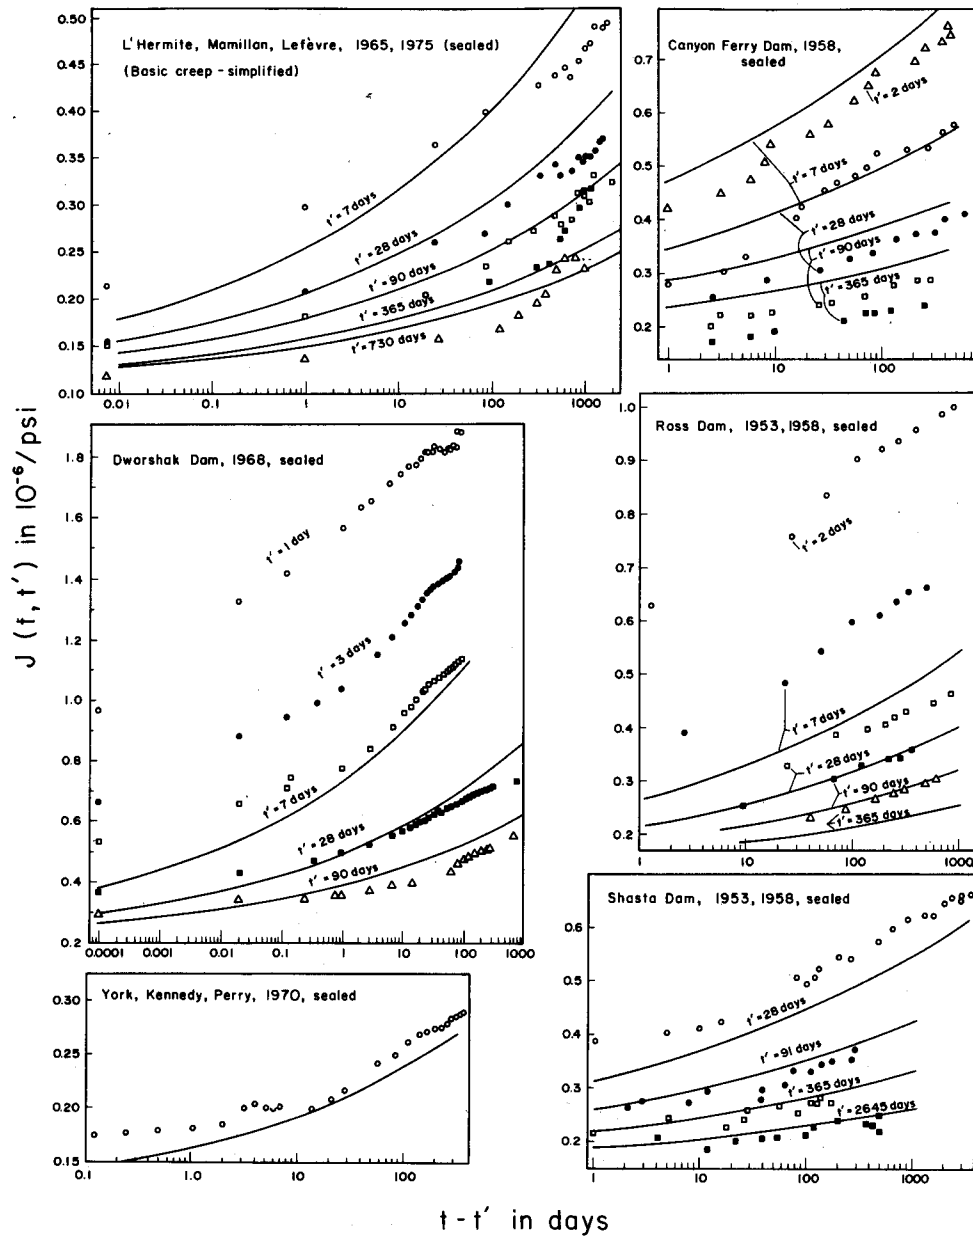 L'Hermite, Mamillan, Lefèvre, 1965, 1975 (sealed)
(Basic creep - simplified)
0.50
0.45
0.40
0.35
0.30
0.25
0.20
0.15
0.10
t' = 7 days
t' = 28 days
t' = 90 days
t' = 365 days
t' = 730 days
0.01 0.1 1 10 100 1000
Canyon Ferry Dam, 1958,
sealed
0.7
0.6
0.5
0.4
0.3
0.2
t' = 2 days
t' = 7 days
t' = 28 days
t' = 90 days
t' = 365 days
1 10 100
J (t, t') in 10⁻⁶/psi
Dworshak Dam, 1968, sealed
1.8
1.6
1.4
1.2
1.0
0.8
0.6
0.4
0.2
t' = 1 day
t' = 3 days
t' = 7 days
t' = 28 days
t' = 90 days
0.0001 0.01 0.1 1 10 100 1000
Ross Dam, 1953, 1958, sealed
1.0
0.9
0.8
0.7
0.6
0.5
0.4
0.3
0.2
t' = 2 days
t' = 7 days
t' = 28 days
t' = 90 days
t' = 365 days
1 10 100 1000
York, Kennedy, Perry, 1970, sealed
0.30
0.25
0.20
0.15
0.1 1 10 100
Shasta Dam, 1953, 1958, sealed
0.6
0.5
0.4
0.3
0.2
t' = 28 days
t' = 91 days
t' = 365 days
t' = 2645 days
1 10 100 1000
t - t' in days